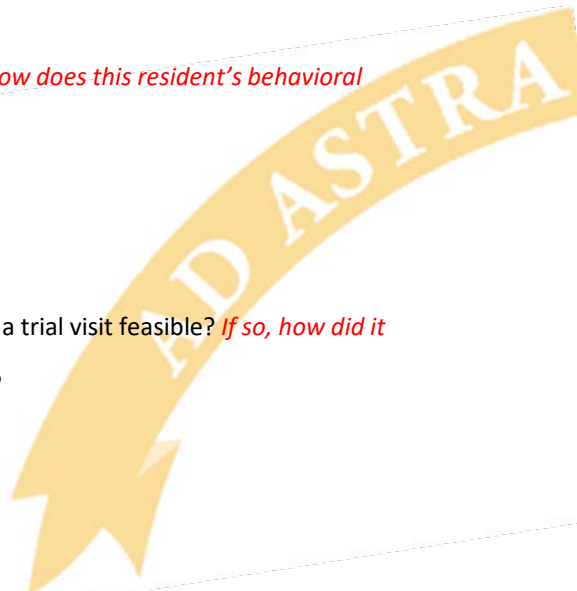 ow does this resident's behavioral
AD ASTRA
a trial visit feasible? If so, how did it